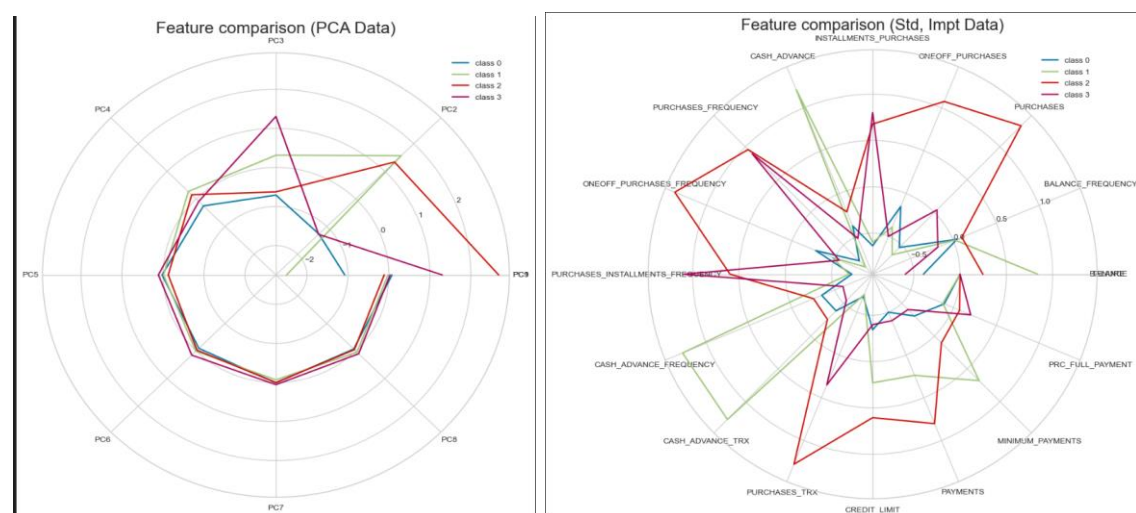 Feature comparison (PCA Data)
PC3
class 0
class 1
class 2
class 3
PC4
PC2
2
1
0
−1
−2
PC5
PC6
PC8
PC7
Feature comparison (Std, Impt Data)
INSTALLMENTS_PURCHASES
CASH_ADVANCE
ONEOFF_PURCHASES
class 0
class 1
class 2
class 3
PURCHASES_FREQUENCY
PURCHASES
ONEOFF_PURCHASES_FREQUENCY
BALANCE_FREQUENCY
1.0
0.5
−0.5
PURCHASES_INSTALLMENTS_FREQUENCY
CASH_ADVANCE_FREQUENCY
PRC_FULL_PAYMENT
CASH_ADVANCE_TRX
MINIMUM_PAYMENTS
PURCHASES_TRX
PAYMENTS
CREDIT_LIMIT